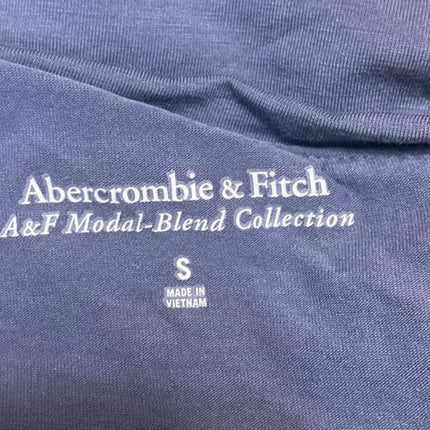 Abercrombie & Fitch
A&F Modal-Blend Collection
S
MADE IN
VIETNAM